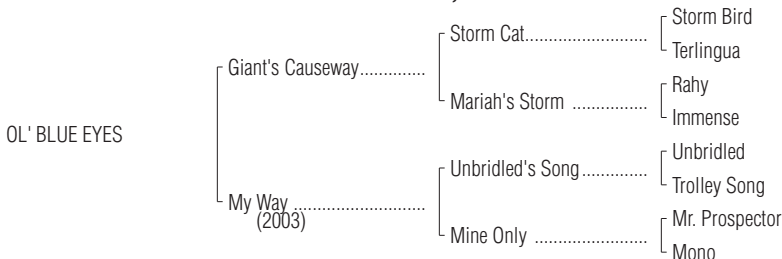 Storm Bird
Storm Cat..............................
Terlingua
Giant's Causeway..............
Rahy
Mariah's Storm ..................
Immense
OL' BLUE EYES
Unbridled
Unbridled's Song................
Trolley Song
My Way ..............................
(2003)
Mr. Prospector
Mine Only ..........................
Mono